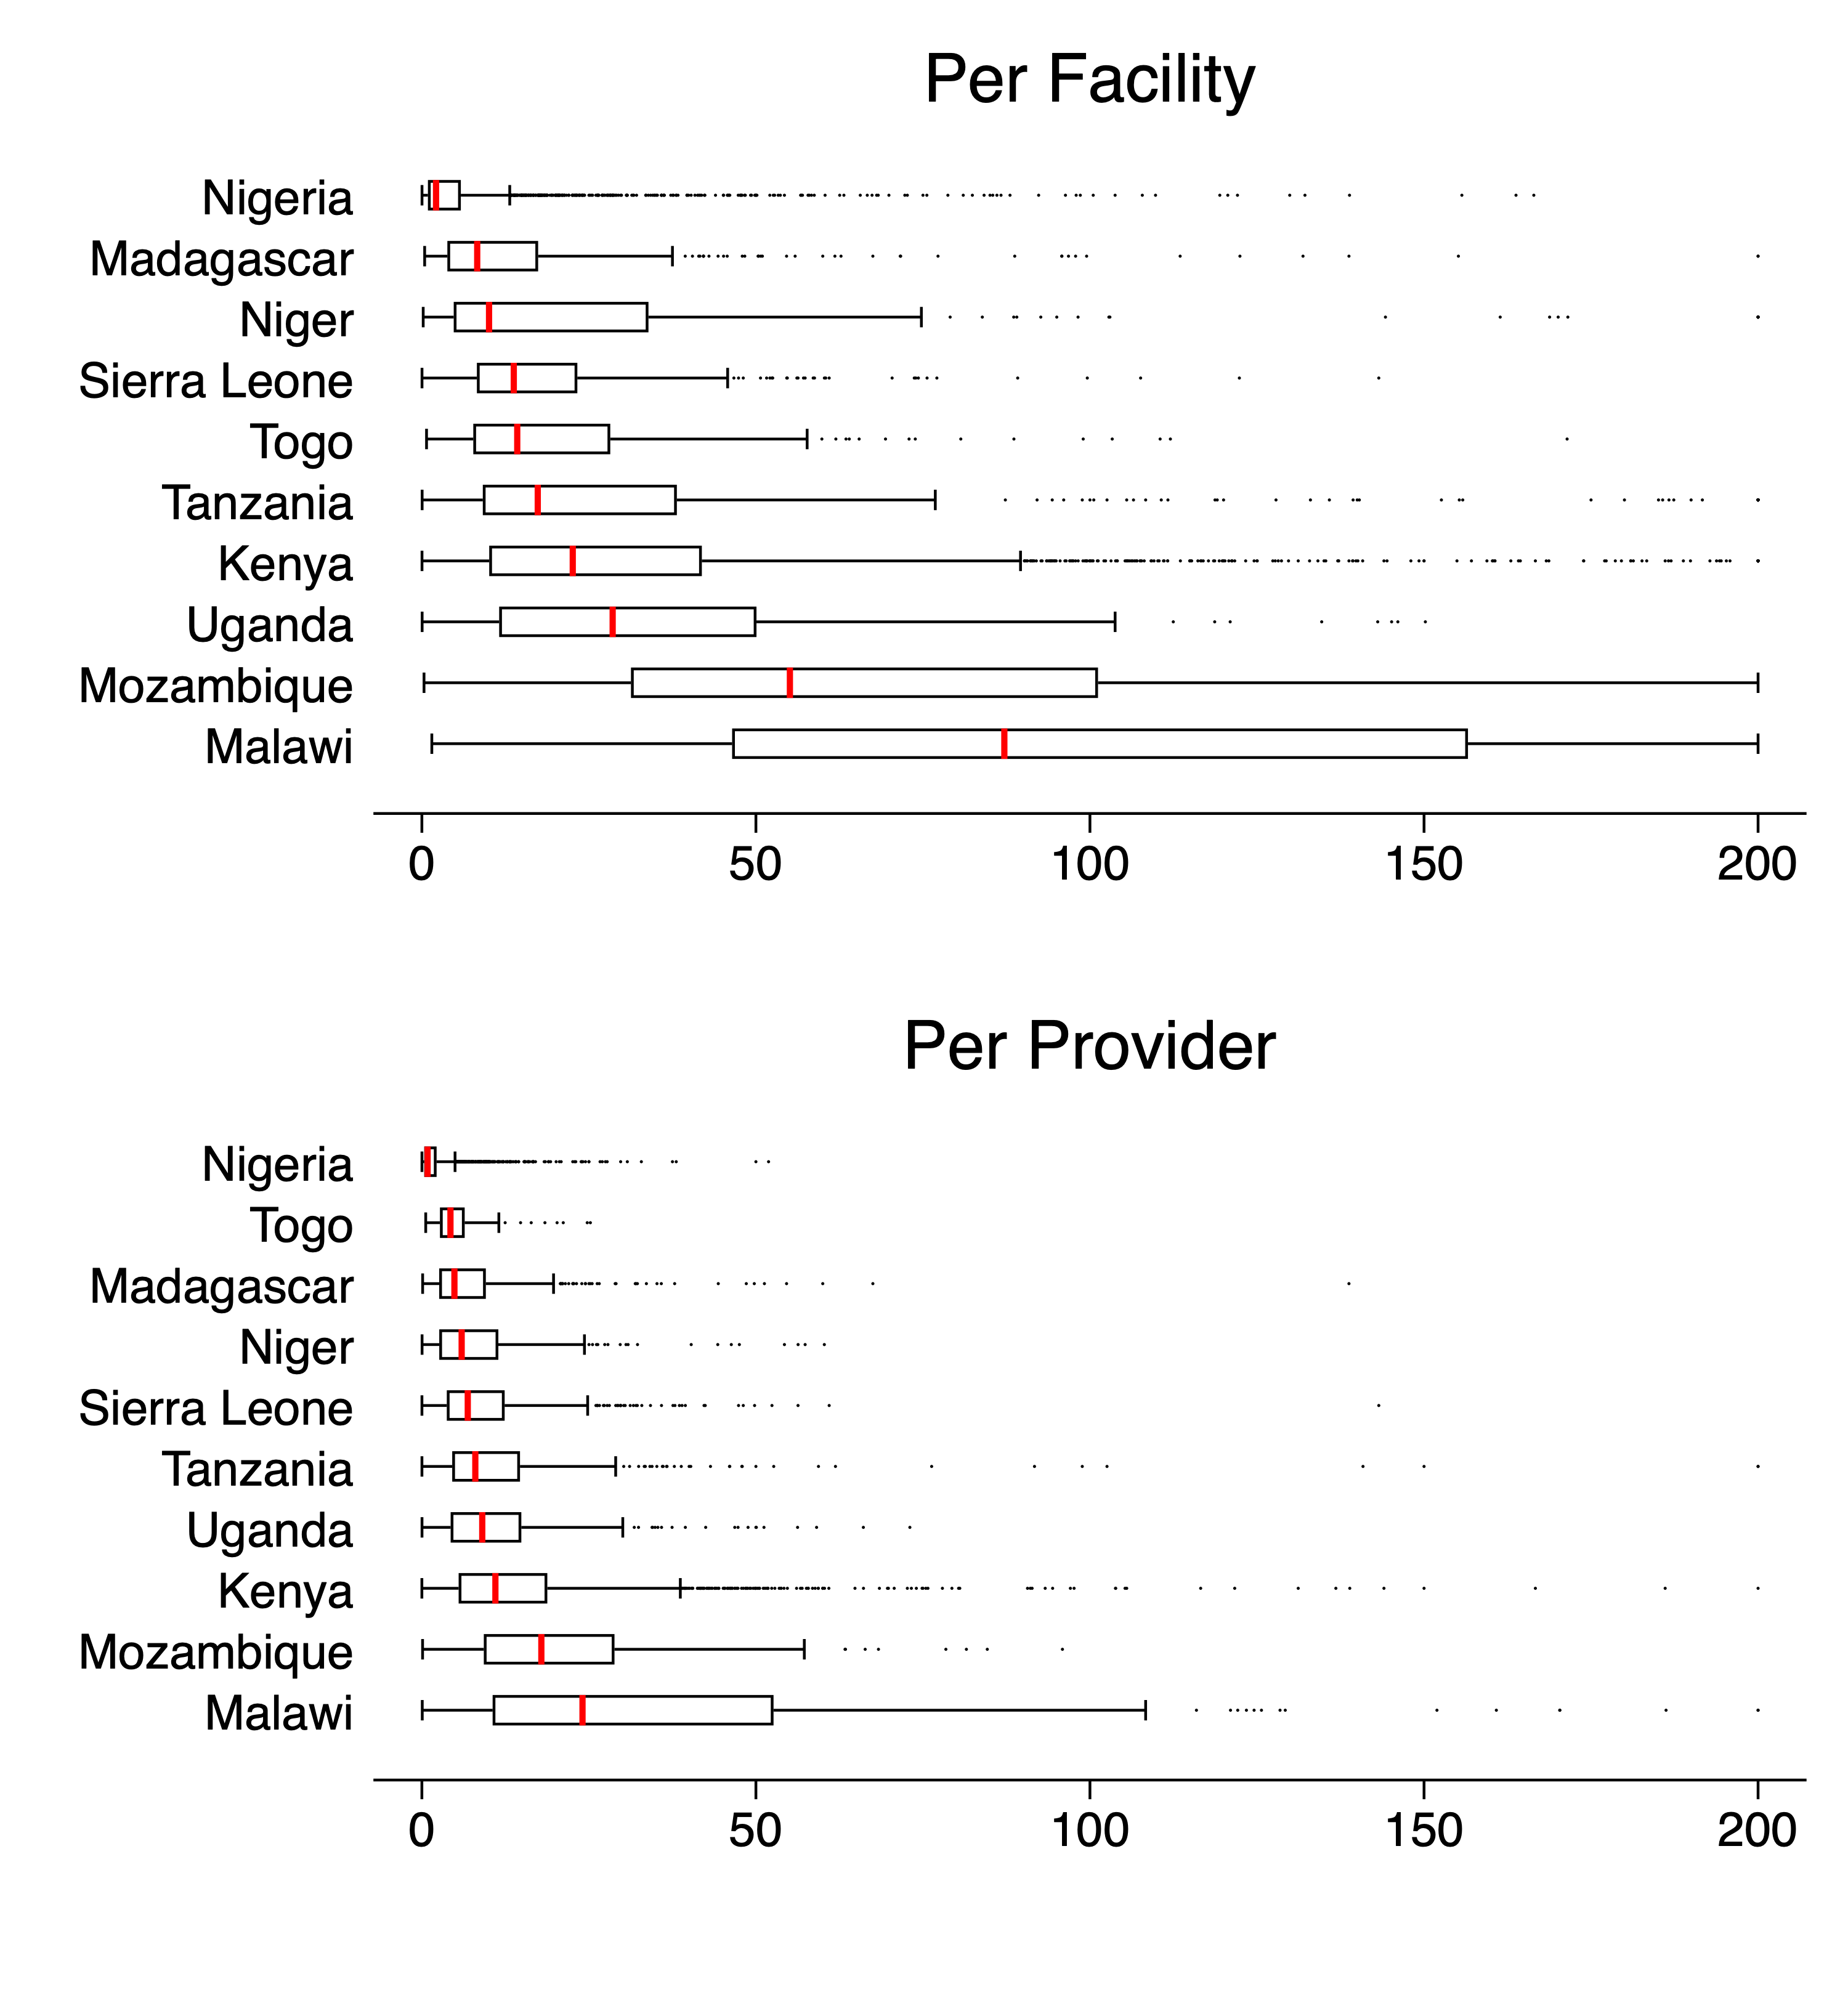 Per Facility
Nigeria
Madagascar
Niger
Sierra Leone
Togo
Tanzania
Kenya
Uganda
Mozambique
Malawi
0 50 100 150 200
Per Provider
Nigeria
Togo
Madagascar
Niger
Sierra Leone
Tanzania
Uganda
Kenya
Mozambique
Malawi
0 50 100 150 200